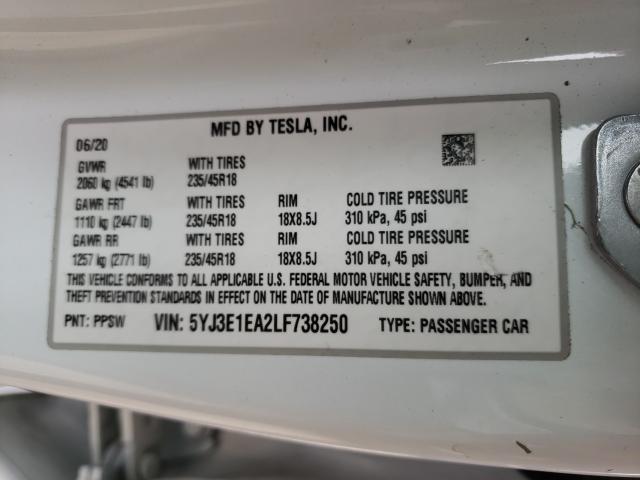 MFD BY TESLA, INC.
06/20
GVWR WITH TIRES
2060 kg (4541 lb) 235/45R18
GAWR FRT WITH TIRES RIM COLD TIRE PRESSURE
1110 kg (2447 lb) 235/45R18 18X8.5J 310 kPa, 45 psi
GAWR RR WITH TIRES RIM COLD TIRE PRESSURE
1257 kg (2771 lb) 235/45R18 18X8.5J 310 kPa, 45 psi
THIS VEHICLE CONFORMS TO ALL APPLICABLE U.S. FEDERAL MOTOR VEHICLE SAFETY, BUMPER, AND
THEFT PREVENTION STANDARDS IN EFFECT ON THE DATE OF MANUFACTURE SHOWN ABOVE.
PNT: PPSW VIN: 5YJ3E1EA2LF738250 TYPE: PASSENGER CAR